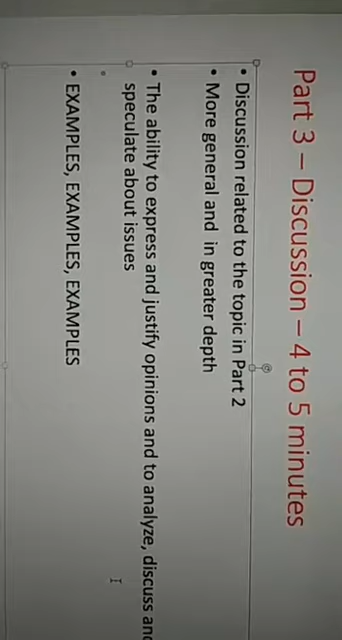 Part 3 – Discussion – 4 to 5 minutes
• Discussion related to the topic in Part 2
• More general and in greater depth
• The ability to express and justify opinions and to analyze, discuss and
speculate about issues
• EXAMPLES, EXAMPLES, EXAMPLES